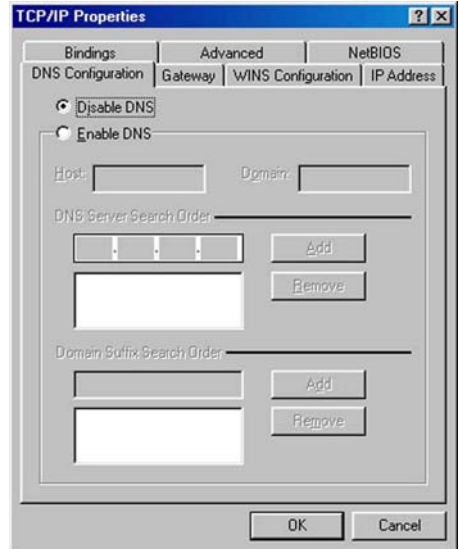 TCP/IP Properties
Bindings Advanced NetBIOS
DNS Configuration Gateway WINS Configuration IP Address
Disable DNS
Enable DNS
Host: Domain:
DNS Server Search Order
. . . Add
Remove
Domain Suffix Search Order
Add
Remove
OK Cancel